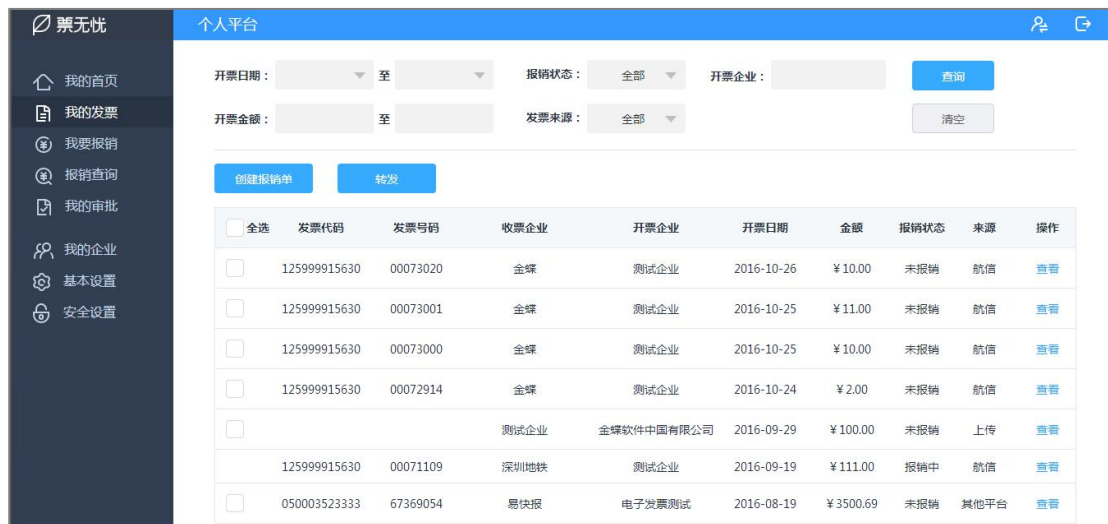 票无忧
个人平台
我的首页
我的发票
我要报销
报销查询
我的审批
我的企业
基本设置
安全设置
开票日期： 至 报销状态： 全部 开票企业： 查询
开票金额： 至 发票来源： 全部 清空
创建报销单 转发
全选 发票代码 发票号码 收票企业 开票企业 开票日期 金额 报销状态 来源 操作
125999915630 00073020 金蝶 测试企业 2016-10-26 ¥10.00 未报销 航信 查看
125999915630 00073001 金蝶 测试企业 2016-10-25 ¥11.00 未报销 航信 查看
125999915630 00073000 金蝶 测试企业 2016-10-25 ¥10.00 未报销 航信 查看
125999915630 00072914 金蝶 测试企业 2016-10-24 ¥2.00 未报销 航信 查看
测试企业 金蝶软件中国有限公司 2016-09-29 ¥100.00 未报销 上传 查看
125999915630 00071109 深圳地铁 测试企业 2016-09-19 ¥111.00 报销中 航信 查看
050003523333 67369054 易快报 电子发票测试 2016-08-19 ¥3500.69 未报销 其他平台 查看